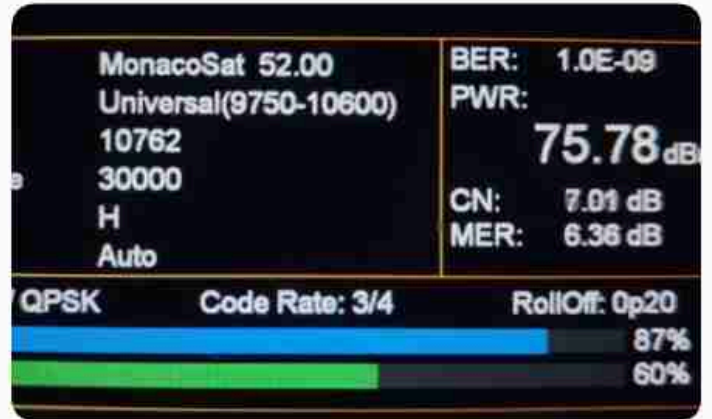 MonacoSat 52.00
Universal(9750-10600)
10762
30000
H
Auto
BER: 1.0E-09
PWR:
75.78
CN: 7.01 dB
MER: 6.36 dB
QPSK Code Rate: 3/4 RollOff: 0p20
87%
60%